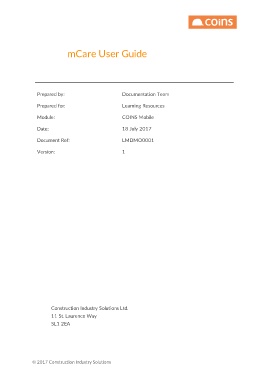 coins
mCare User Guide
Prepared by: Documentation Team
Prepared for: Learning Resources
Module: COINS Mobile
Date: 18 July 2017
Document Ref: LMDMO0001
Version: 1
Construction Industry Solutions Ltd.
11 St. Laurence Way
SL1 2EA
© 2017 Construction Industry Solutions